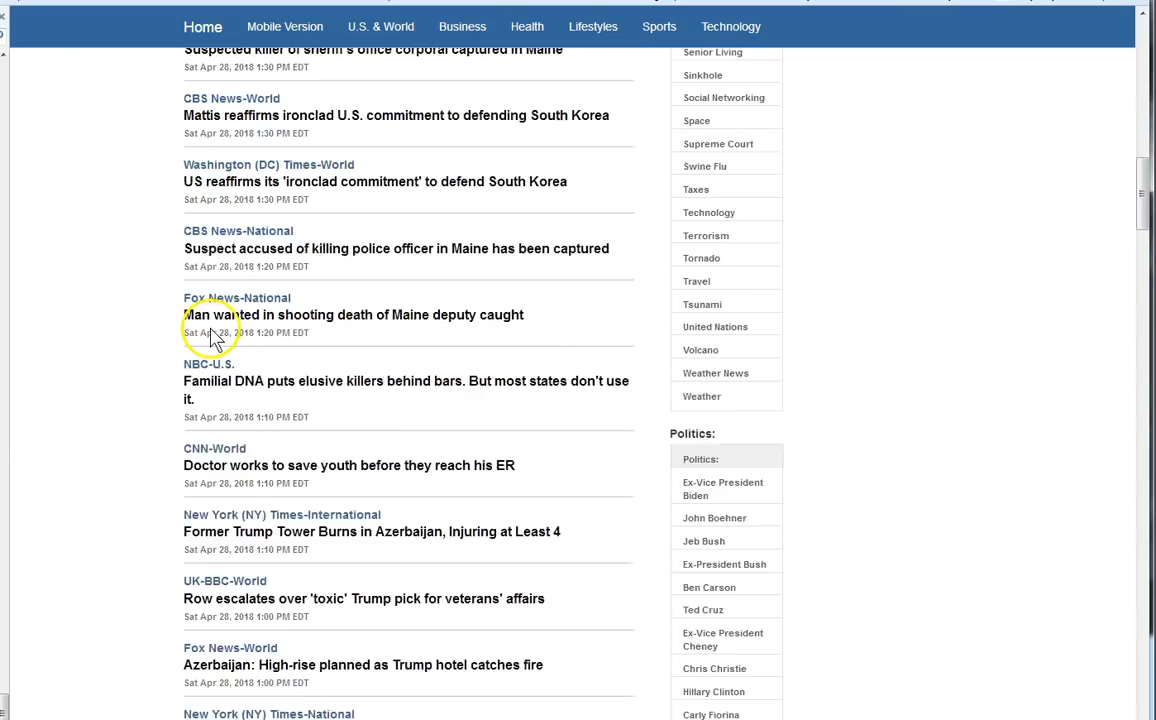 Home Mobile Version U.S. & World Business Health Lifestyles Sports Technology
Suspected killer of sheriff's office corporal captured in Maine
Sat Apr 28, 2018 1:30 PM EDT
CBS News-World
Mattis reaffirms ironclad U.S. commitment to defending South Korea
Sat Apr 28, 2018 1:30 PM EDT
Washington (DC) Times-World
US reaffirms its 'ironclad commitment' to defend South Korea
Sat Apr 28, 2018 1:30 PM EDT
CBS News-National
Suspect accused of killing police officer in Maine has been captured
Sat Apr 28, 2018 1:20 PM EDT
Fox News-National
Man wanted in shooting death of Maine deputy caught
Sat Apr 28, 2018 1:20 PM EDT
NBC-U.S.
Familial DNA puts elusive killers behind bars. But most states don't use
it.
Sat Apr 28, 2018 1:10 PM EDT
CNN-World
Doctor works to save youth before they reach his ER
Sat Apr 28, 2018 1:10 PM EDT
New York (NY) Times-International
Former Trump Tower Burns in Azerbaijan, Injuring at Least 4
Sat Apr 28, 2018 1:10 PM EDT
UK-BBC-World
Row escalates over 'toxic' Trump pick for veterans' affairs
Sat Apr 28, 2018 1:00 PM EDT
Fox News-World
Azerbaijan: High-rise planned as Trump hotel catches fire
Sat Apr 28, 2018 1:00 PM EDT
New York (NY) Times-National
Senior Living
Sinkhole
Social Networking
Space
Supreme Court
Swine Flu
Taxes
Technology
Terrorism
Tornado
Travel
Tsunami
United Nations
Volcano
Weather News
Weather
Politics:
Politics:
Ex-Vice President
Biden
John Boehner
Jeb Bush
Ex-President Bush
Ben Carson
Ted Cruz
Ex-Vice President
Cheney
Chris Christie
Hillary Clinton
Carly Fiorina